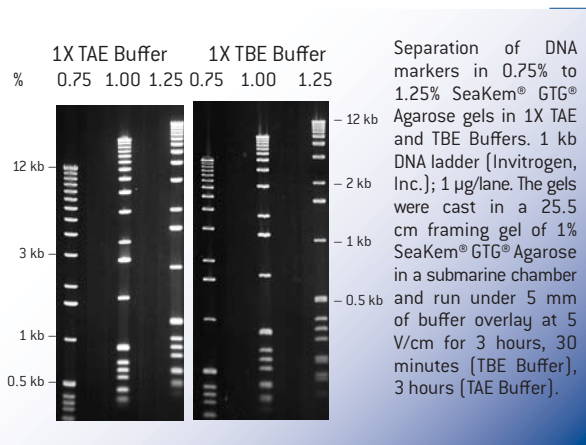 1X TAE Buffer 1X TBE Buffer
% 0.75 1.00 1.25 0.75 1.00 1.25
12 kb
3 kb
1 kb
0.5 kb
12 kb
2 kb
1 kb
0.5 kb
Separation of DNA
markers in 0.75% to
1.25% SeaKem® GTG®
Agarose gels in 1X TAE
and TBE Buffers. 1 kb
DNA ladder (Invitrogen,
Inc.); 1 µg/lane. The gels
were cast in a 25.5
cm framing gel of 1%
SeaKem® GTG® Agarose
in a submarine chamber
and run under 5 mm
of buffer overlay at 5
V/cm for 3 hours, 30
minutes (TBE Buffer),
3 hours (TAE Buffer).